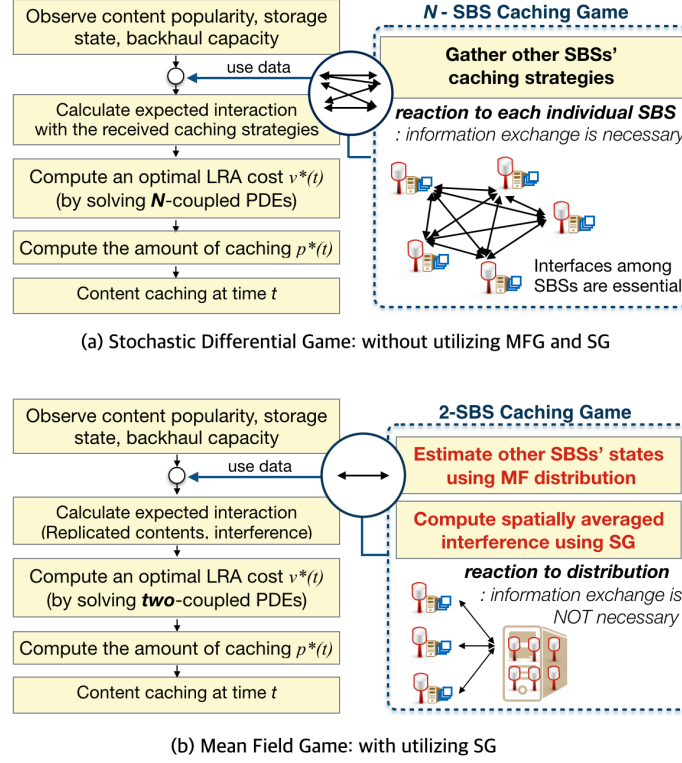 Observe content popularity, storage
state, backhaul capacity
use data
Calculate expected interaction
with the received caching strategies
Compute an optimal LRA cost v*(t)
(by solving N-coupled PDEs)
Compute the amount of caching p*(t)
Content caching at time t
N - SBS Caching Game
Gather other SBSs'
caching strategies
reaction to each individual SBS
: information exchange is necessary
Interfaces among
SBSs are essential
(a) Stochastic Differential Game: without utilizing MFG and SG
Observe content popularity, storage
state, backhaul capacity
use data
Calculate expected interaction
(Replicated contents, interference)
Compute an optimal LRA cost v*(t)
(by solving two-coupled PDEs)
Compute the amount of caching p*(t)
Content caching at time t
2-SBS Caching Game
Estimate other SBSs' states
using MF distribution
Compute spatially averaged
interference using SG
reaction to distribution
: information exchange is
NOT necessary
(b) Mean Field Game: with utilizing SG